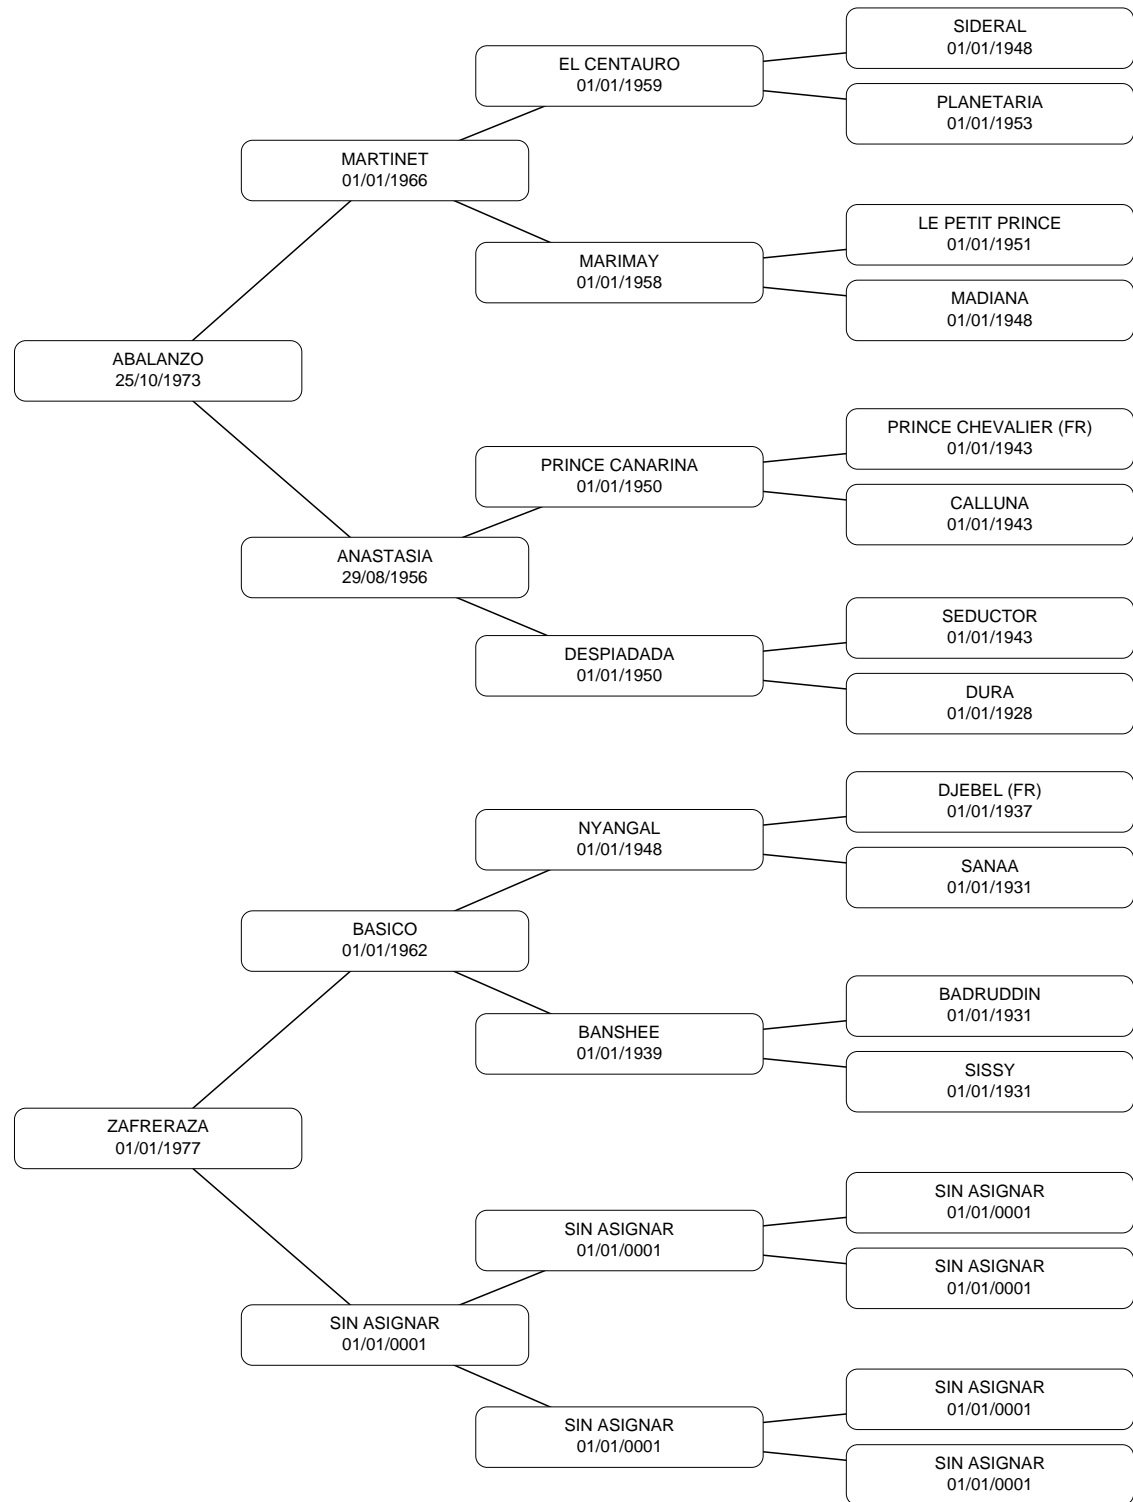 SIDERAL
01/01/1948
EL CENTAURO
01/01/1959
PLANETARIA
01/01/1953
MARTINET
01/01/1966
LE PETIT PRINCE
01/01/1951
MARIMAY
01/01/1958
MADIANA
01/01/1948
ABALANZO
25/10/1973
PRINCE CHEVALIER (FR)
01/01/1943
PRINCE CANARINA
01/01/1950
CALLUNA
01/01/1943
ANASTASIA
29/08/1956
SEDUCTOR
01/01/1943
DESPIADADA
01/01/1950
DURA
01/01/1928
DJEBEL (FR)
01/01/1937
NYANGAL
01/01/1948
SANAA
01/01/1931
BASICO
01/01/1962
BADRUDDIN
01/01/1931
BANSHEE
01/01/1939
SISSY
01/01/1931
ZAFRERAZA
01/01/1977
SIN ASIGNAR
01/01/0001
SIN ASIGNAR
01/01/0001
SIN ASIGNAR
01/01/0001
SIN ASIGNAR
01/01/0001
SIN ASIGNAR
01/01/0001
SIN ASIGNAR
01/01/0001
SIN ASIGNAR
01/01/0001